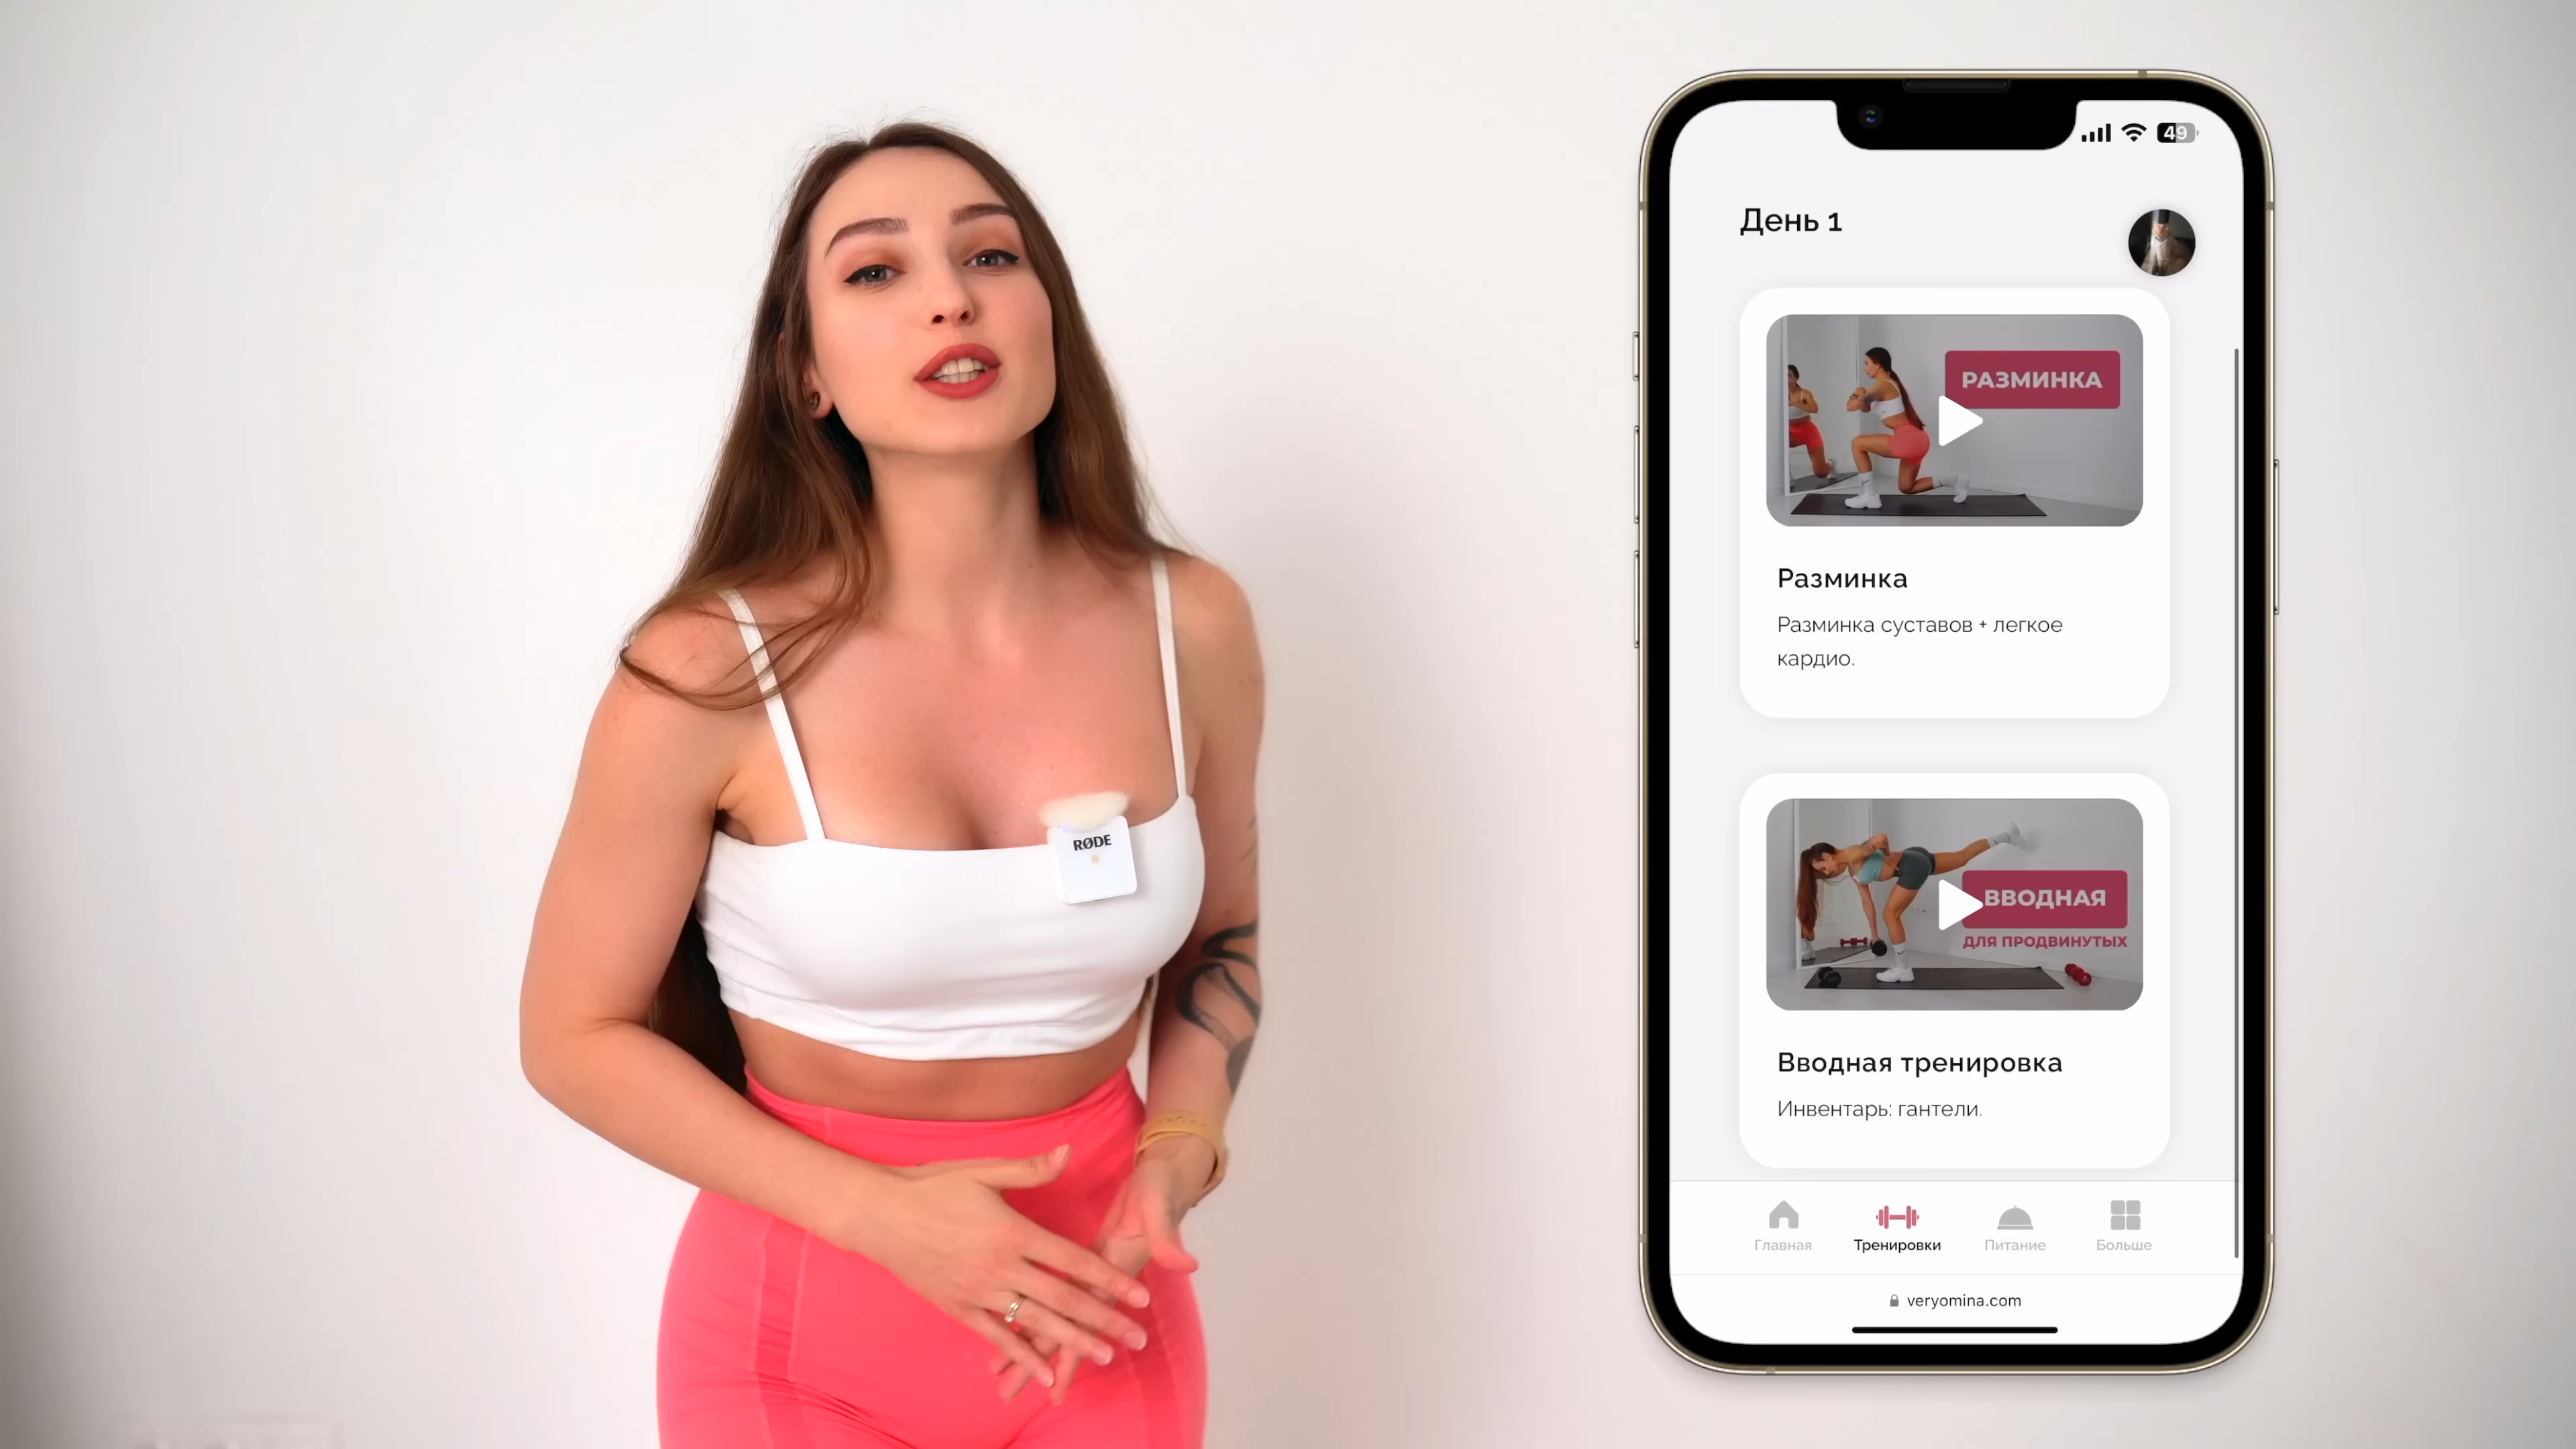 RØDE
49
День 1
РАЗМИНКА
Разминка
Разминка суставов + легкое
кардио.
ВВОДНАЯ
ДЛЯ ПРОДВИНУТЫХ
Вводная тренировка
Инвентарь: гантели.
Главная
Тренировки
Питание
Больше
veryomina.com